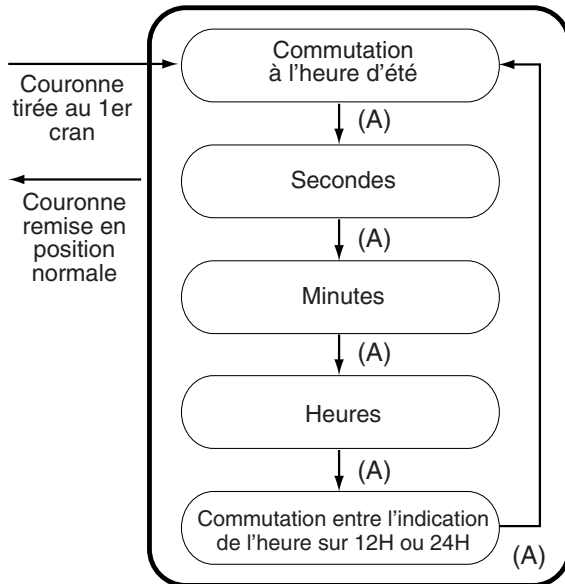 Commutation
à l'heure d'été
Couronne
tirée au 1er
cran
(A)
Secondes
Couronne
remise en
position
normale
(A)
Minutes
(A)
Heures
(A)
Commutation entre l'indication
de l'heure sur 12H ou 24H
(A)